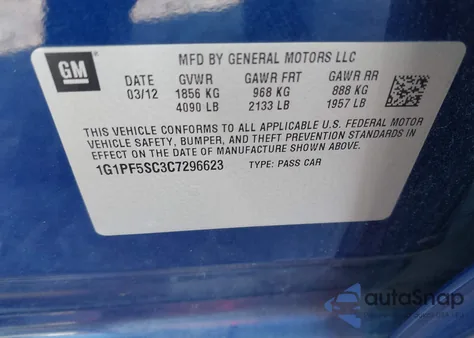 GM
MFD BY GENERAL MOTORS LLC
DATE GVWR GAWR FRT GAWR RR
03/12 1856 KG 968 KG 888 KG
4090 LB 2133 LB 1957 LB
THIS VEHICLE CONFORMS TO ALL APPLICABLE U.S. FEDERAL MOTOR
VEHICLE SAFETY, BUMPER, AND THEFT PREVENTION STANDARDS IN
EFFECT ON THE DATE OF MANUFACTURE SHOWN ABOVE.
1G1PF5SC3C7296623 TYPE: PASS CAR
autoSnap